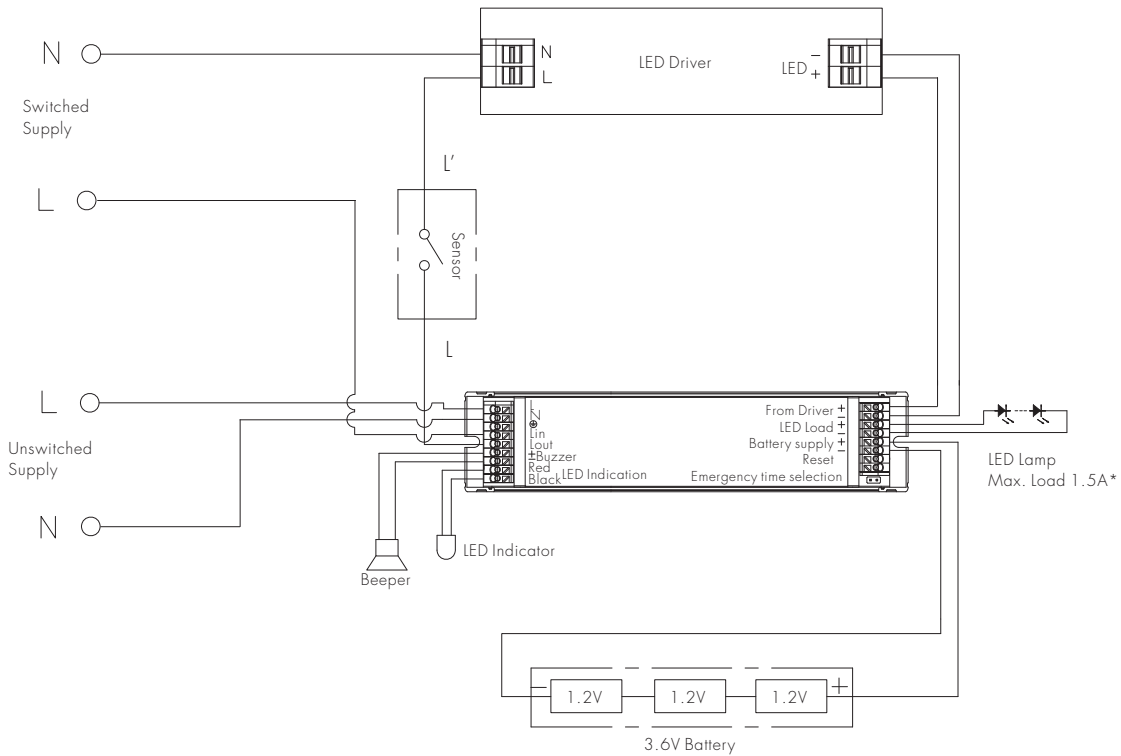 N
Switched
Supply
L
N
L
LED Driver
LED
−
+
L'
Sensor
L
L
Unswitched
Supply
N
L
N
Lin
Lout
+
−
Buzzer
Red
Black
LED Indication
From Driver +
−
LED Load +
−
Battery supply +
−
Reset
Emergency time selection
LED Lamp
Max. Load 1.5A*
LED Indicator
Beeper
−
1.2V
1.2V
1.2V
+
3.6V Battery